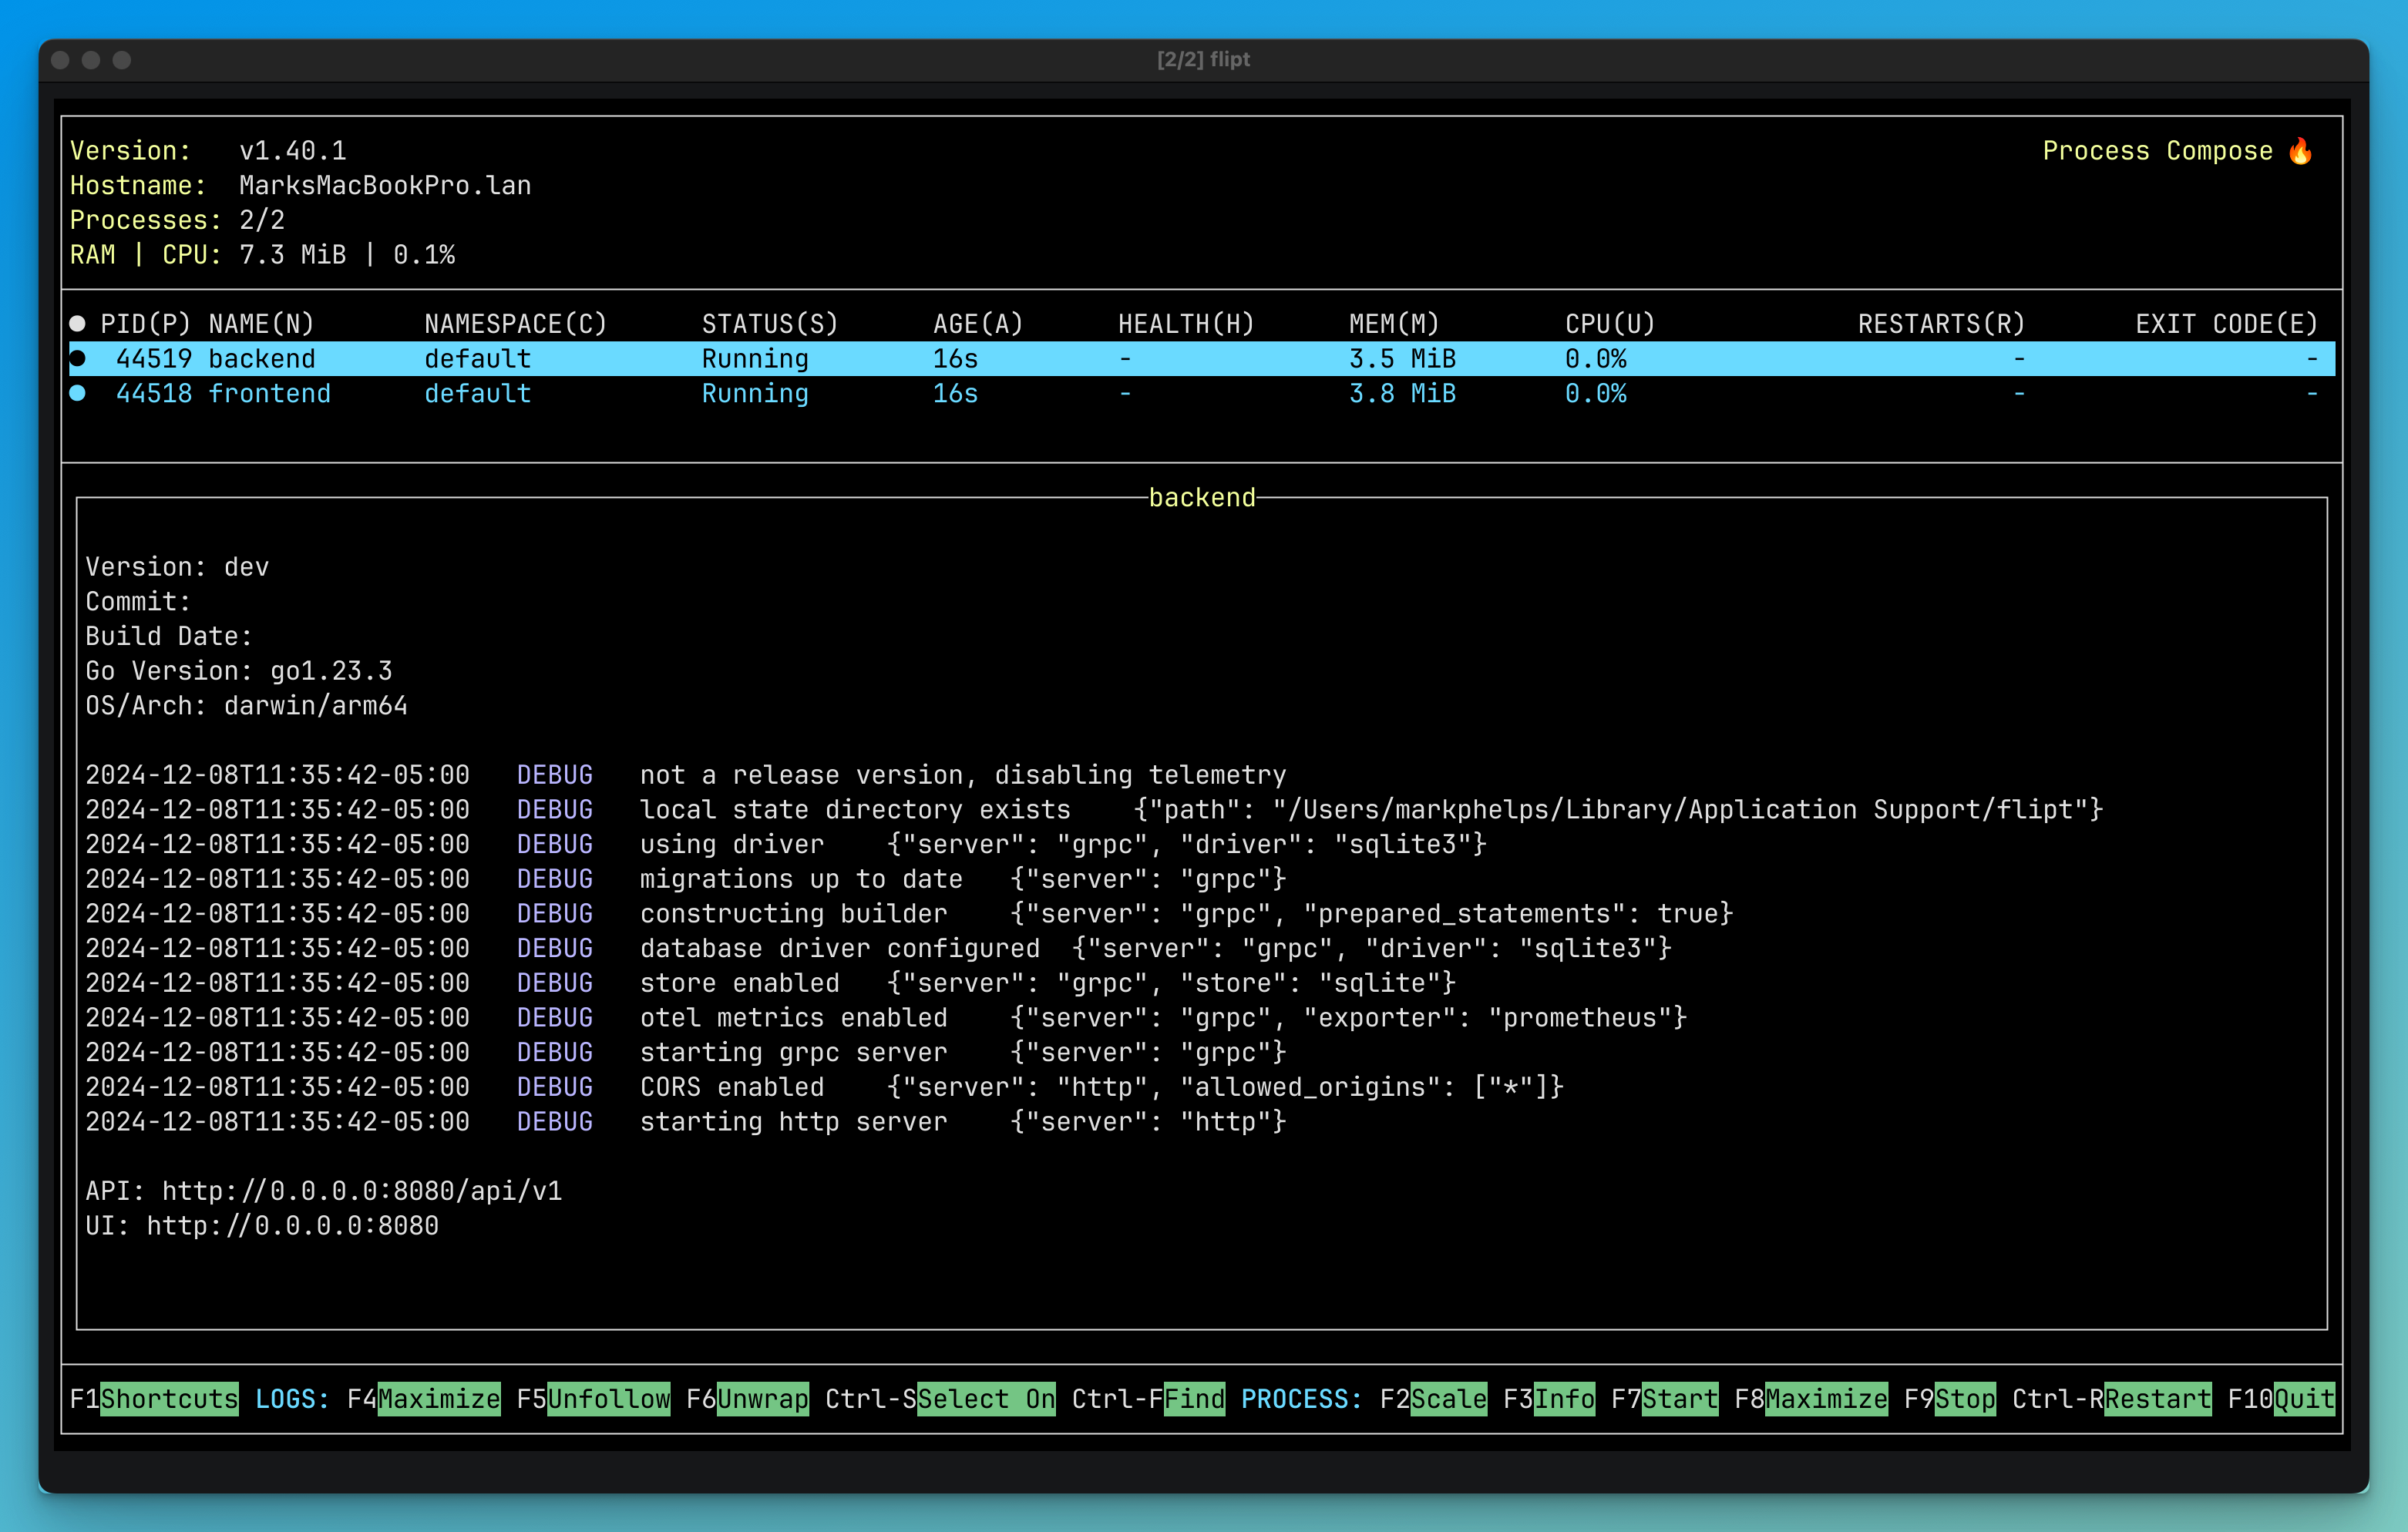 [2/2] flipt
Version: v1.40.1 Process Compose 🔥
Hostname: MarksMacBookPro.lan
Processes: 2/2
RAM | CPU: 7.3 MiB | 0.1%
● PID(P) NAME(N) NAMESPACE(C) STATUS(S) AGE(A) HEALTH(H) MEM(M) CPU(U) RESTARTS(R) EXIT CODE(E)
● 44519 backend default Running 16s - 3.5 MiB 0.0% - -
● 44518 frontend default Running 16s - 3.8 MiB 0.0% - -
backend
Version: dev
Commit:
Build Date:
Go Version: go1.23.3
OS/Arch: darwin/arm64
2024-12-08T11:35:42-05:00 DEBUG not a release version, disabling telemetry
2024-12-08T11:35:42-05:00 DEBUG local state directory exists {"path": "/Users/markphelps/Library/Application Support/flipt"}
2024-12-08T11:35:42-05:00 DEBUG using driver {"server": "grpc", "driver": "sqlite3"}
2024-12-08T11:35:42-05:00 DEBUG migrations up to date {"server": "grpc"}
2024-12-08T11:35:42-05:00 DEBUG constructing builder {"server": "grpc", "prepared_statements": true}
2024-12-08T11:35:42-05:00 DEBUG database driver configured {"server": "grpc", "driver": "sqlite3"}
2024-12-08T11:35:42-05:00 DEBUG store enabled {"server": "grpc", "store": "sqlite"}
2024-12-08T11:35:42-05:00 DEBUG otel metrics enabled {"server": "grpc", "exporter": "prometheus"}
2024-12-08T11:35:42-05:00 DEBUG starting grpc server {"server": "grpc"}
2024-12-08T11:35:42-05:00 DEBUG CORS enabled {"server": "http", "allowed_origins": ["*"]}
2024-12-08T11:35:42-05:00 DEBUG starting http server {"server": "http"}
API: http://0.0.0.0:8080/api/v1
UI: http://0.0.0.0:8080
F1Shortcuts LOGS: F4Maximize F5Unfollow F6Unwrap Ctrl-SSelect On Ctrl-FFind PROCESS: F2Scale F3Info F7Start F8Maximize F9Stop Ctrl-RRestart F10Quit